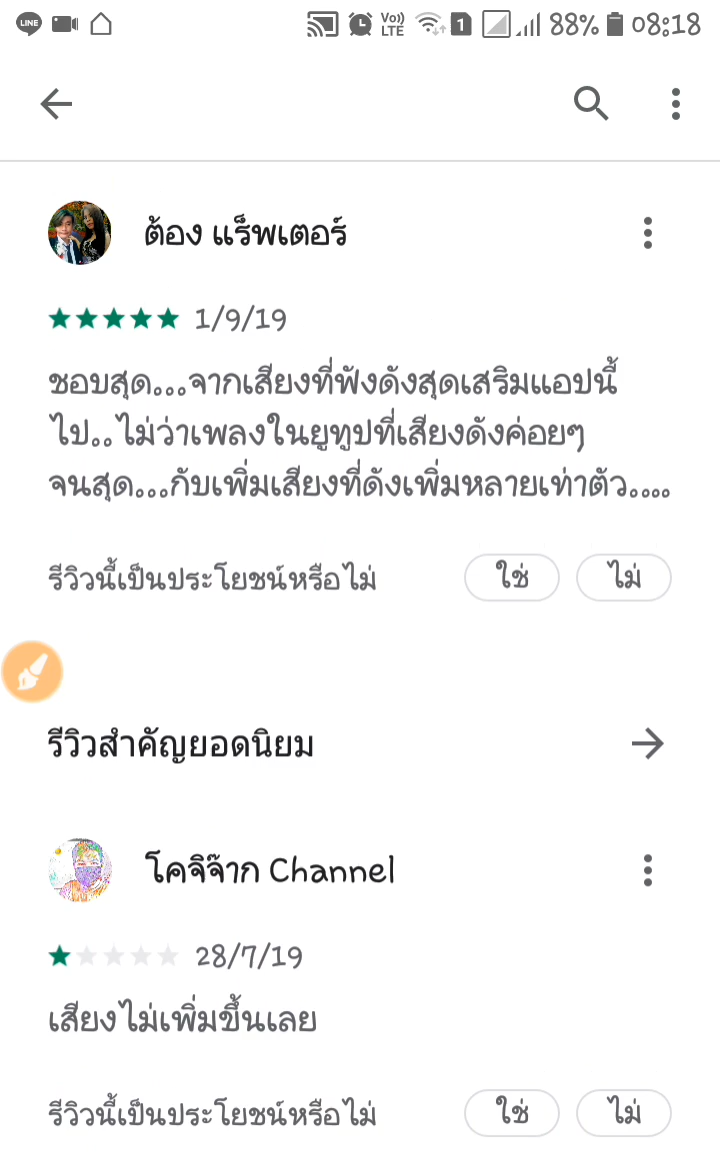 LINE Vo)) LTE 1 88% 08:18
ต้อง แร็พเตอร์
1/9/19
ชอบสุด...จากเสียงที่ฟังดังสุดเสริมแอปนี้
ไป..ไม่ว่าเพลงในยูทูปที่เสียงดังค่อยๆ
จนสุด...กับเพิ่มเสียงที่ดังเพิ่มหลายเท่าตัว.....
รีวิวนี้เป็นประโยชน์หรือไม่ ใช่ ไม่
รีวิวสำคัญยอดนิยม
โคจิจ๊าก Channel
28/7/19
เสียงไม่เพิ่มขึ้นเลย
รีวิวนี้เป็นประโยชน์หรือไม่ ใช่ ไม่